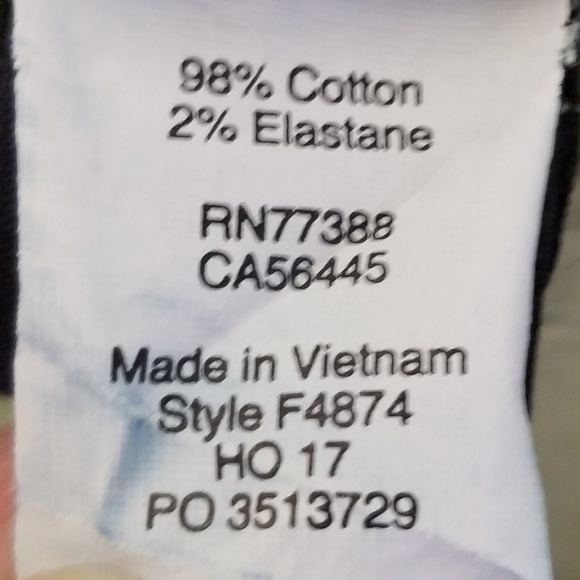 98% Cotton
2% Elastane
RN77388
CA56445
Made in Vietnam
Style F4874
HO 17
PO 3513729